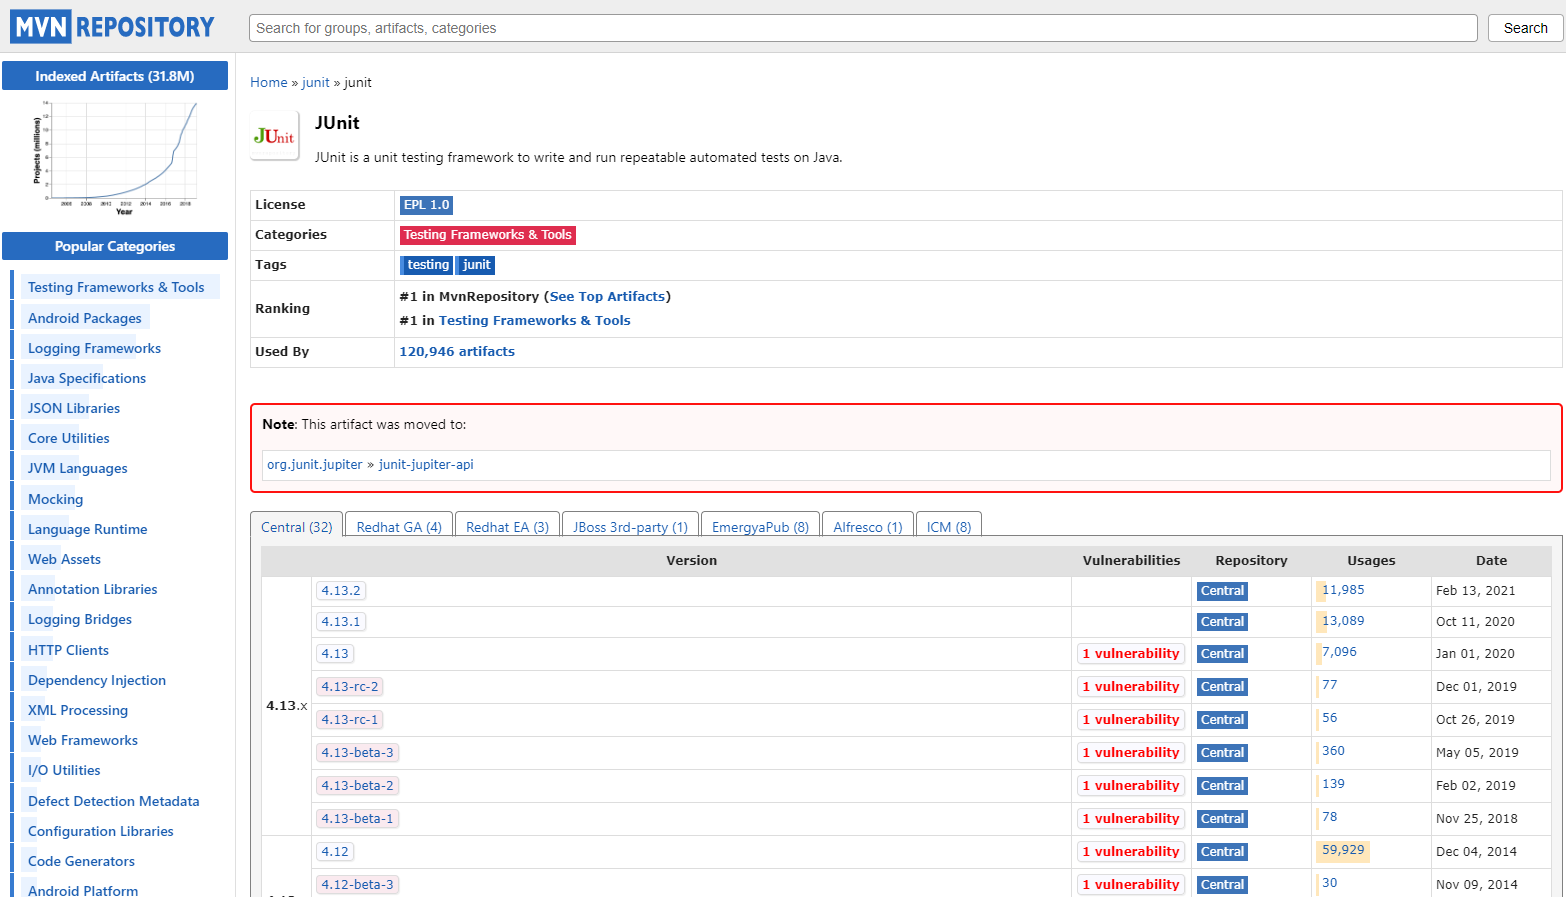 MVN REPOSITORY
Search for groups, artifacts, categories
Search
Indexed Artifacts (31.8M)
Projects (millions)
14
12
10
8
6
4
2
0
2010 2012 2014 2016 2018
Year
Popular Categories
Testing Frameworks & Tools
Android Packages
Logging Frameworks
Java Specifications
JSON Libraries
Core Utilities
JVM Languages
Mocking
Language Runtime
Web Assets
Annotation Libraries
Logging Bridges
HTTP Clients
Dependency Injection
XML Processing
Web Frameworks
I/O Utilities
Defect Detection Metadata
Configuration Libraries
Code Generators
Android Platform
Home » junit » junit
JUnit
JUnit
JUnit is a unit testing framework to write and run repeatable automated tests on Java.
License EPL 1.0
Categories Testing Frameworks & Tools
Tags testing junit
Ranking #1 in MvnRepository (See Top Artifacts)
#1 in Testing Frameworks & Tools
Used By 120,946 artifacts
Note: This artifact was moved to:
org.junit.jupiter » junit-jupiter-api
Central (32) Redhat GA (4) Redhat EA (3) JBoss 3rd-party (1) EmergyaPub (8) Alfresco (1) ICM (8)
Version Vulnerabilities Repository Usages Date
4.13.x
4.13.2 Central 11,985 Feb 13, 2021
4.13.1 Central 13,089 Oct 11, 2020
4.13 1 vulnerability Central 7,096 Jan 01, 2020
4.13-rc-2 1 vulnerability Central 77 Dec 01, 2019
4.13-rc-1 1 vulnerability Central 56 Oct 26, 2019
4.13-beta-3 1 vulnerability Central 360 May 05, 2019
4.13-beta-2 1 vulnerability Central 139 Feb 02, 2019
4.13-beta-1 1 vulnerability Central 78 Nov 25, 2018
4.12 1 vulnerability Central 59,929 Dec 04, 2014
4.12-beta-3 1 vulnerability Central 30 Nov 09, 2014